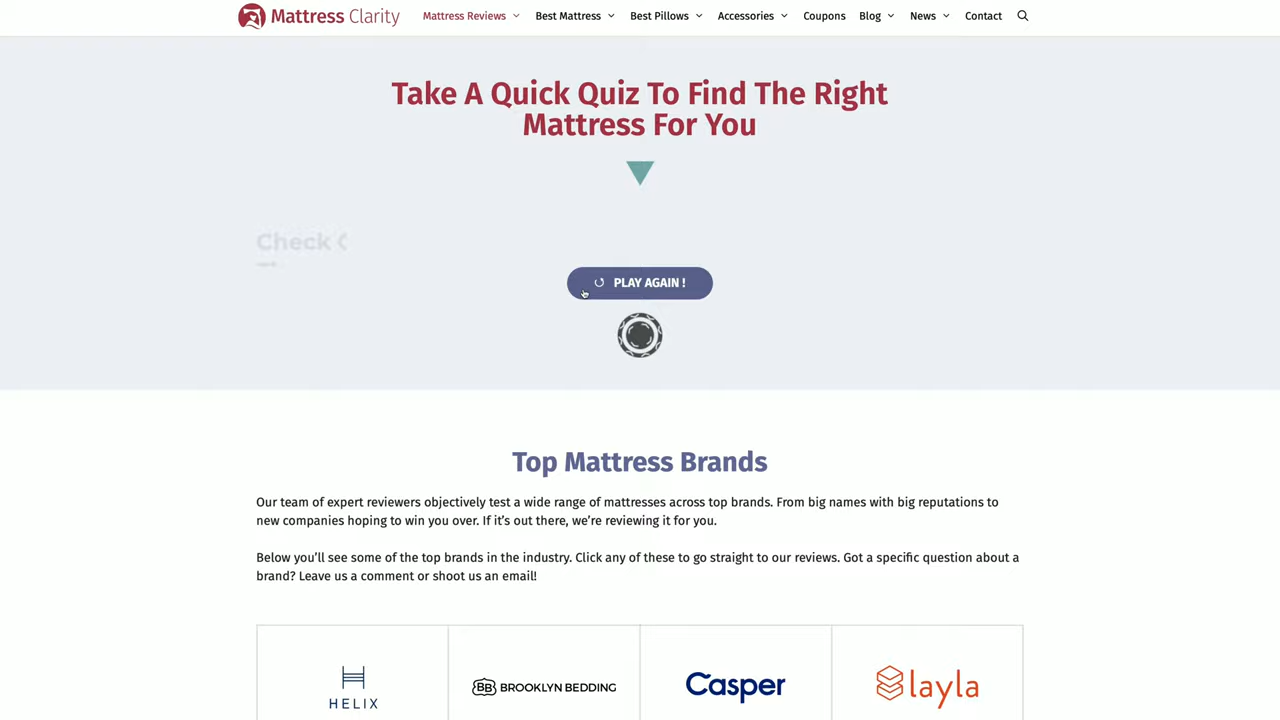 Mattress Clarity
Mattress Reviews Best Mattress Best Pillows Accessories Coupons Blog News Contact
Take A Quick Quiz To Find The Right
Mattress For You
Check
PLAY AGAIN !
Top Mattress Brands
Our team of expert reviewers objectively test a wide range of mattresses across top brands. From big names with big reputations to
new companies hoping to win you over. If it's out there, we're reviewing it for you.
Below you'll see some of the top brands in the industry. Click any of these to go straight to our reviews. Got a specific question about a
brand? Leave us a comment or shoot us an email!
HELIX
BB BROOKLYN BEDDING
Casper
layla